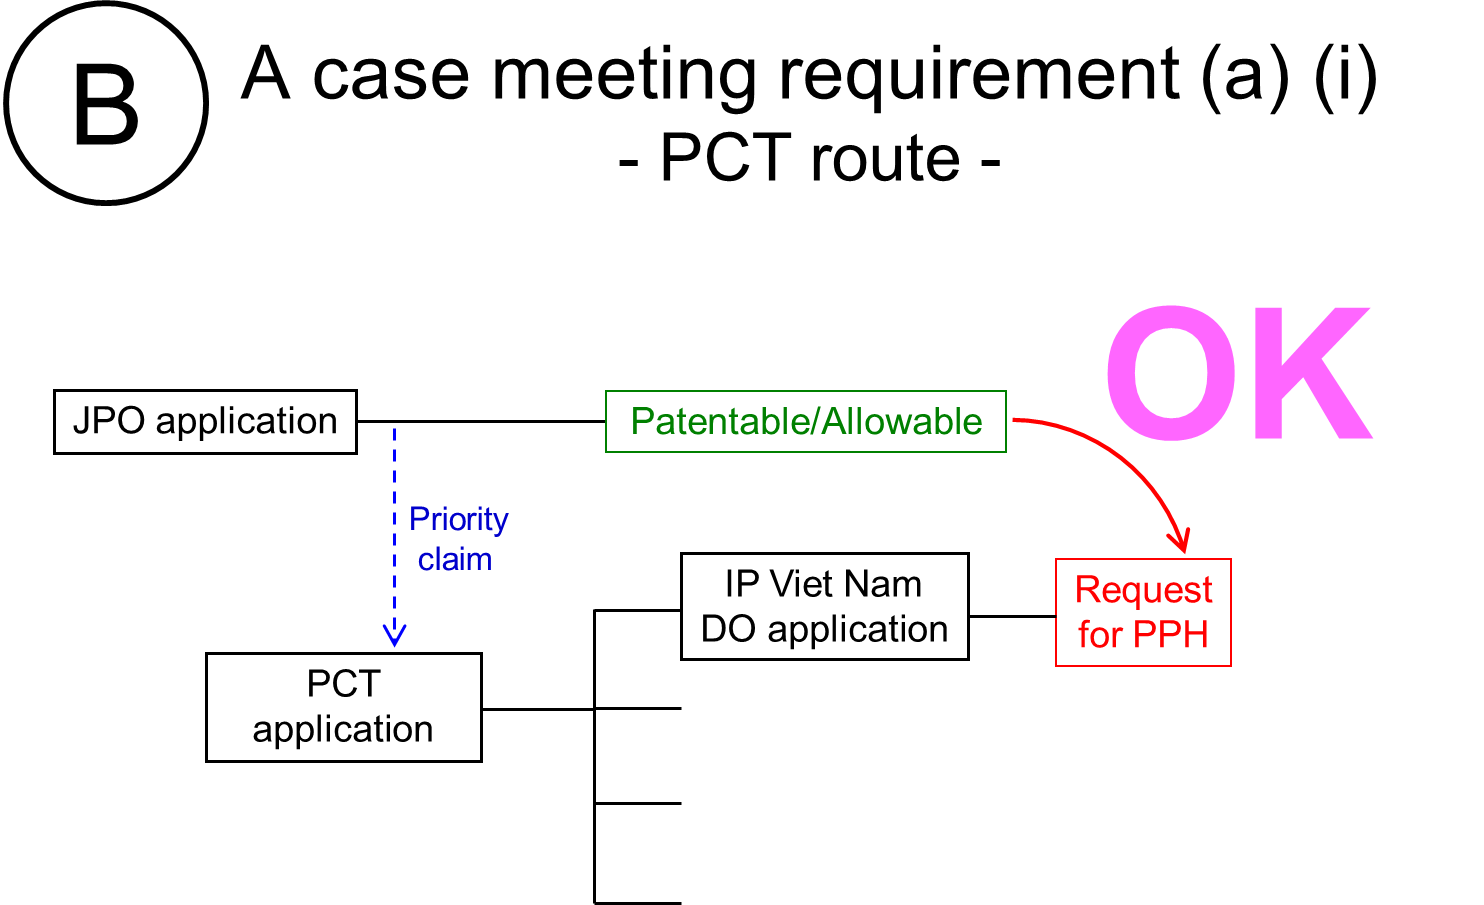 B
A case meeting requirement (a) (i)
- PCT route -
OK
JPO application
Patentable/Allowable
Priority
claim
IP Viet Nam
DO application
Request
for PPH
PCT
application